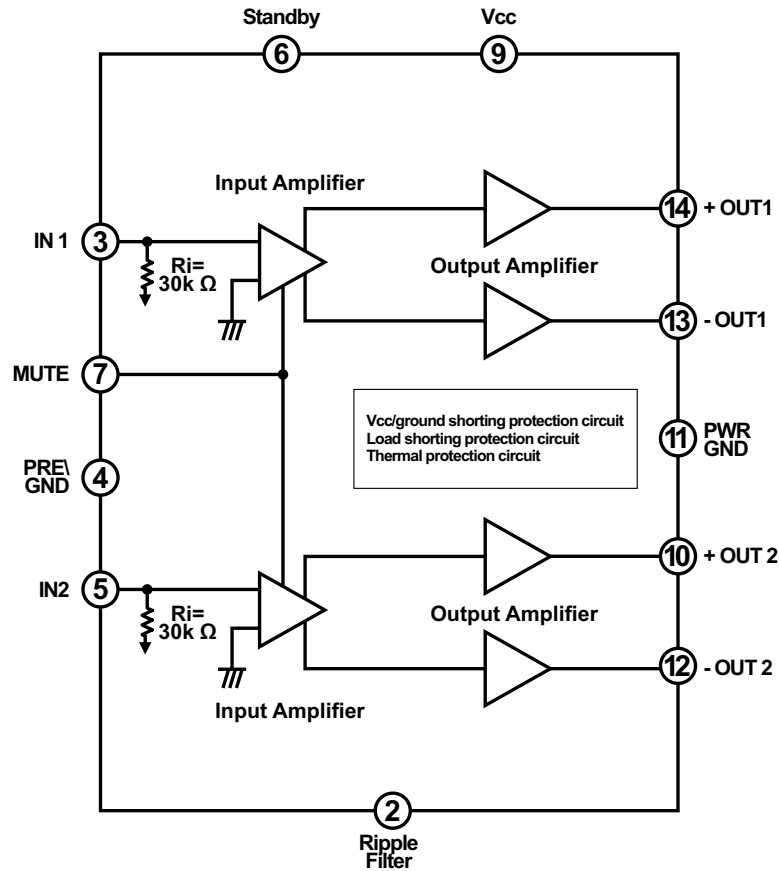 Standby
6
Vcc
9
Input Amplifier
IN 1
3
Ri=
30k Ω
14
+ OUT1
Output Amplifier
13
- OUT1
MUTE
7
Vcc/ground shorting protection circuit
Load shorting protection circuit
Thermal protection circuit
11
PWR
GND
PRE\
GND
4
IN2
5
Ri=
30k Ω
10
+ OUT 2
Output Amplifier
12
- OUT 2
Input Amplifier
2
Ripple
Filter